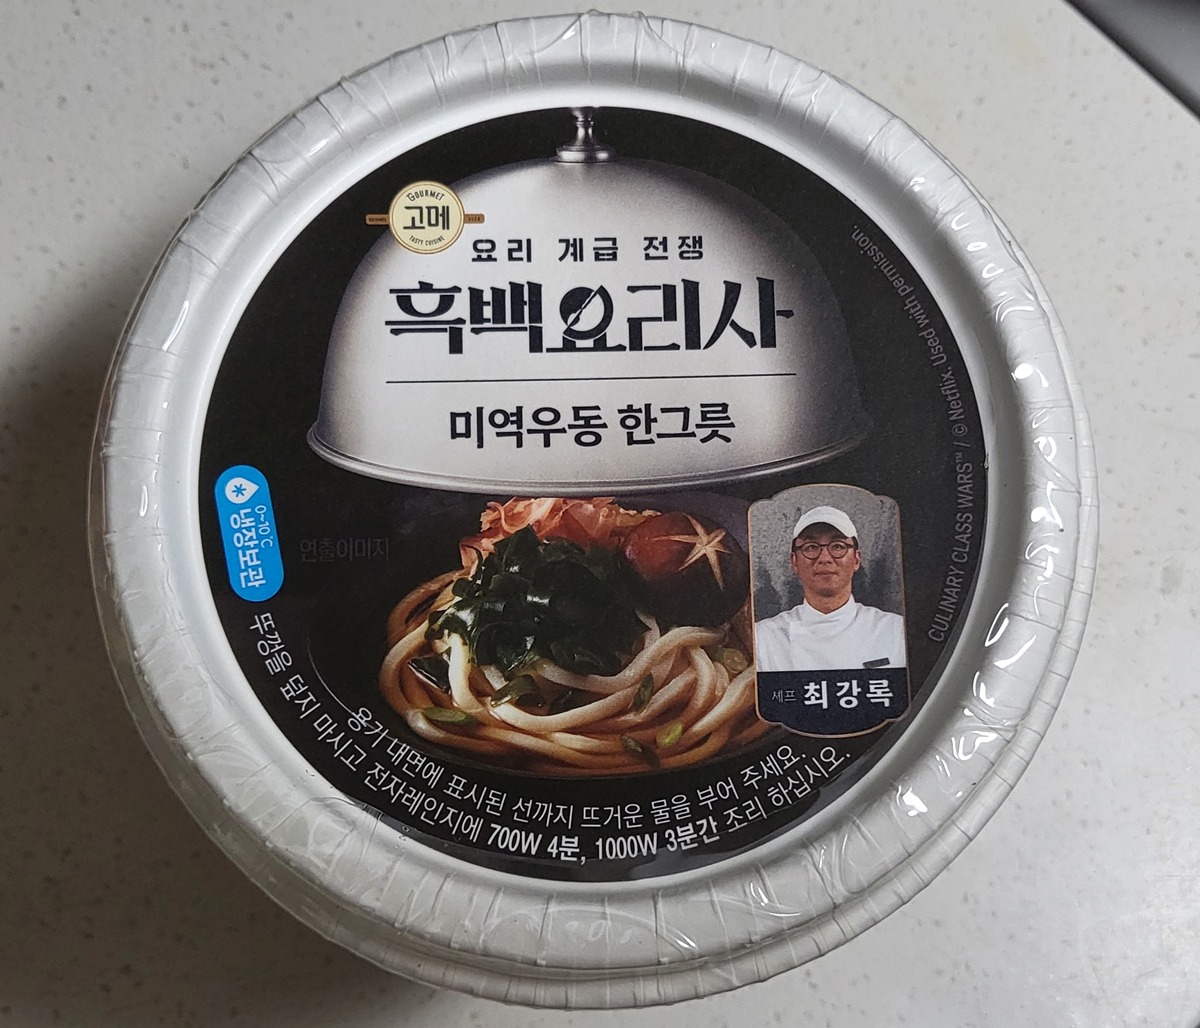 GOURMET
고메
TASTY CUISINE
요리 계급 전쟁
흑백요리사
미역우동 한그릇
0~10℃
냉장보관
연출이미지
셰프 최강록
CULINARY CLASS WARS™ / © Netflix. Used with permission.
용기 내면에 표시된 선까지 뜨거운 물을 부어 주세요.
뚜껑을 덮지 마시고 전자레인지에 700W 4분, 1000W 3분간 조리 하십시오.